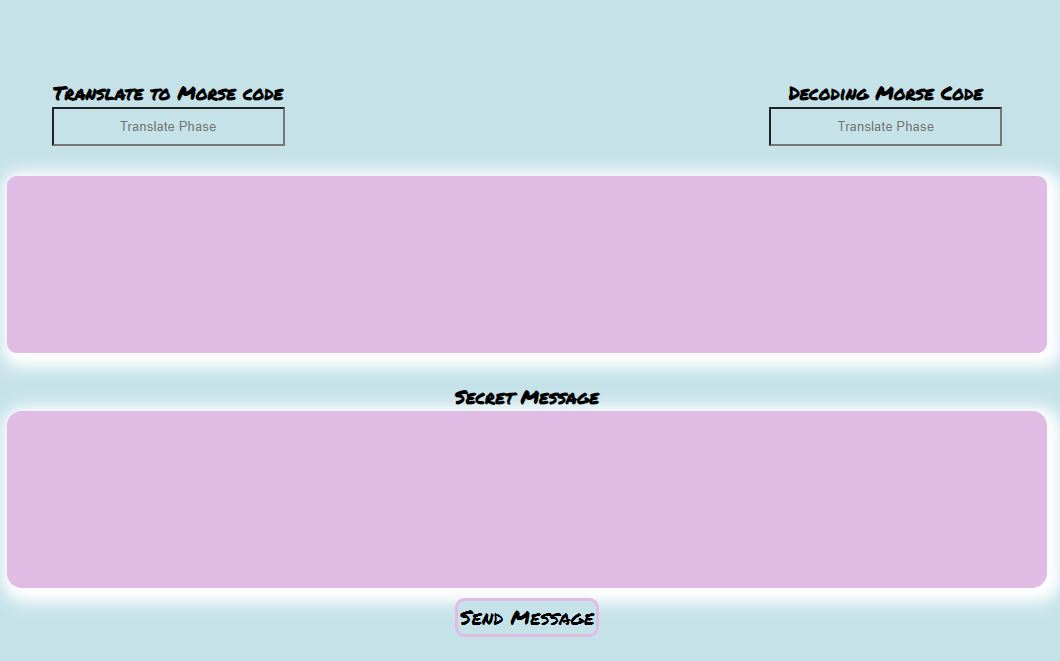 Translate to Morse code
Decoding Morse Code
Translate Phase
Translate Phase
Secret Message
Send Message